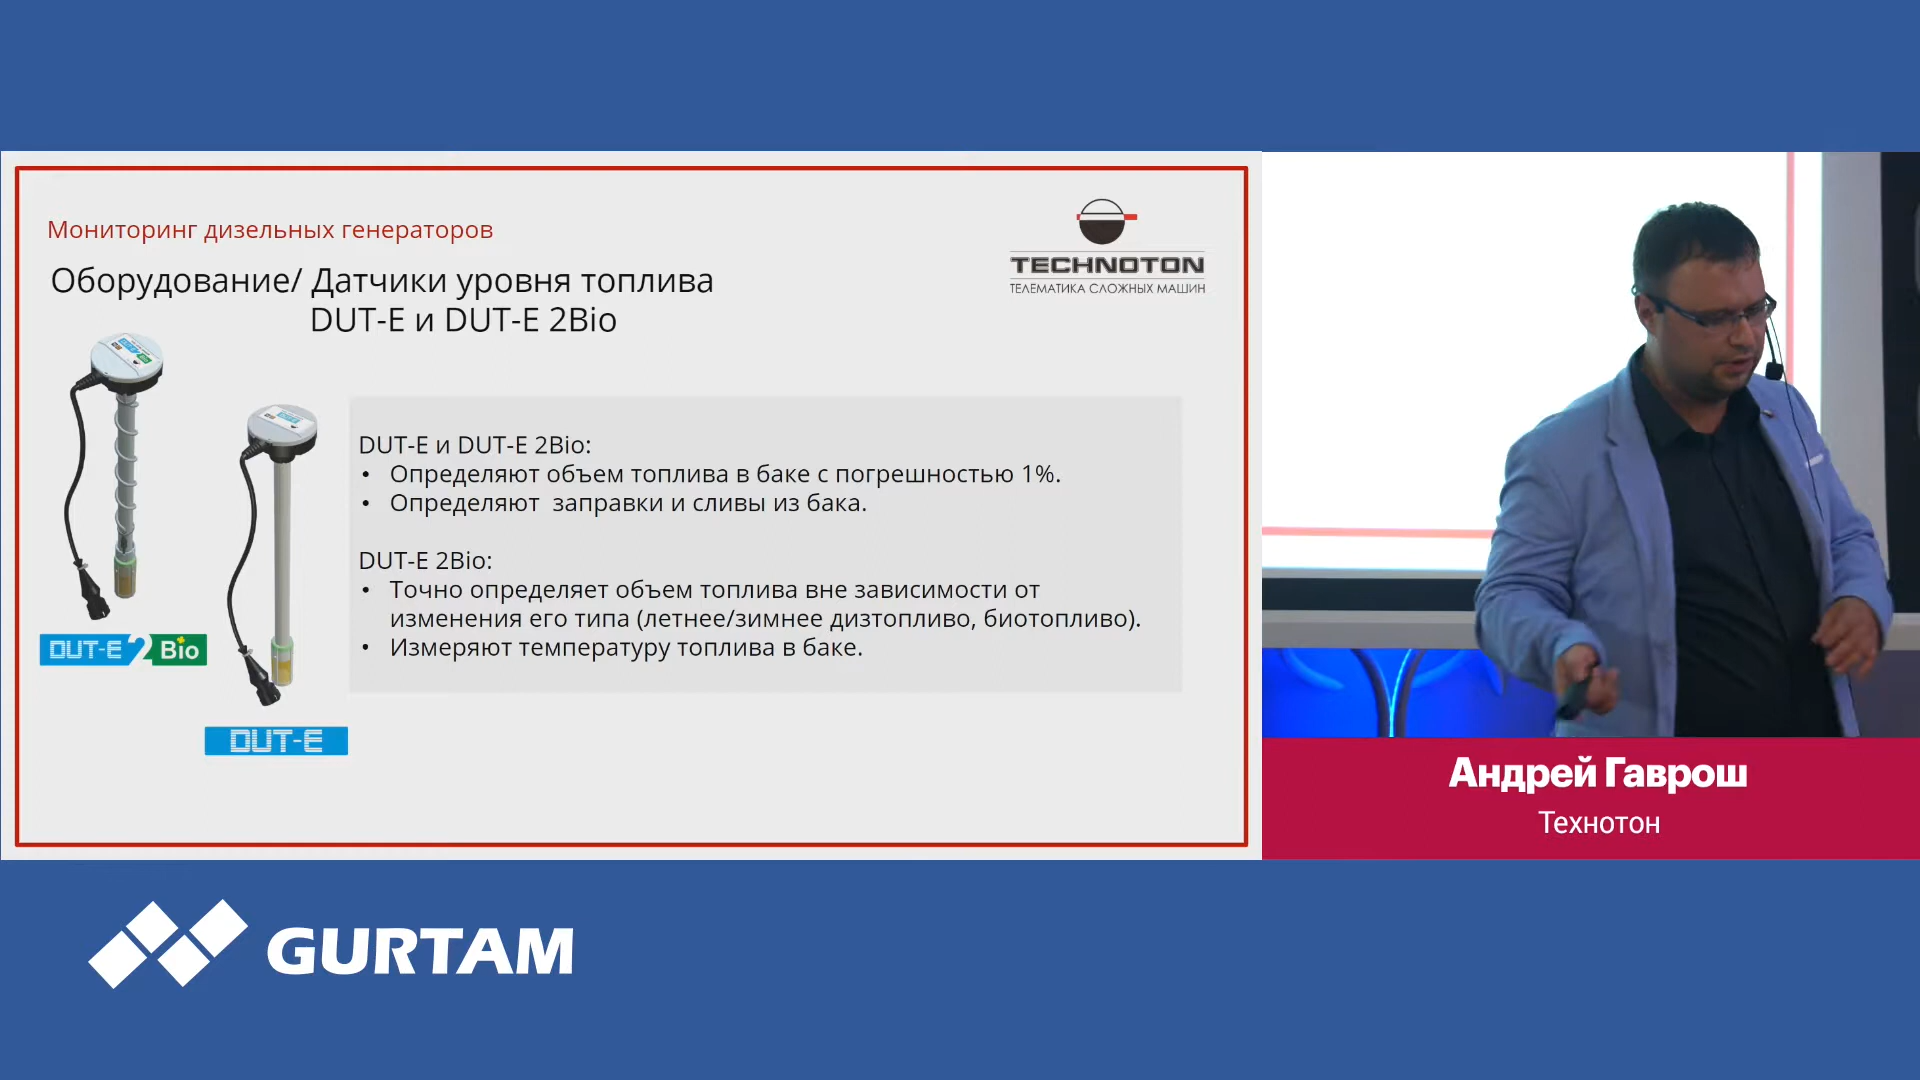 Мониторинг дизельных генераторов
TECHNOTON
ТЕЛЕМАТИКА СЛОЖНЫХ МАШИН
Оборудование/ Датчики уровня топлива
DUT-E и DUT-E 2Bio
DUT-E и DUT-E 2Bio:
• Определяют объем топлива в баке с погрешностью 1%.
• Определяют заправки и сливы из бака.
DUT-E 2Bio:
• Точно определяет объем топлива вне зависимости от
изменения его типа (летнее/зимнее дизтопливо, биотопливо).
• Измеряют температуру топлива в баке.
DUT-E 2 Bio
DUT-E
Андрей Гаврош
Технотон
GURTAM